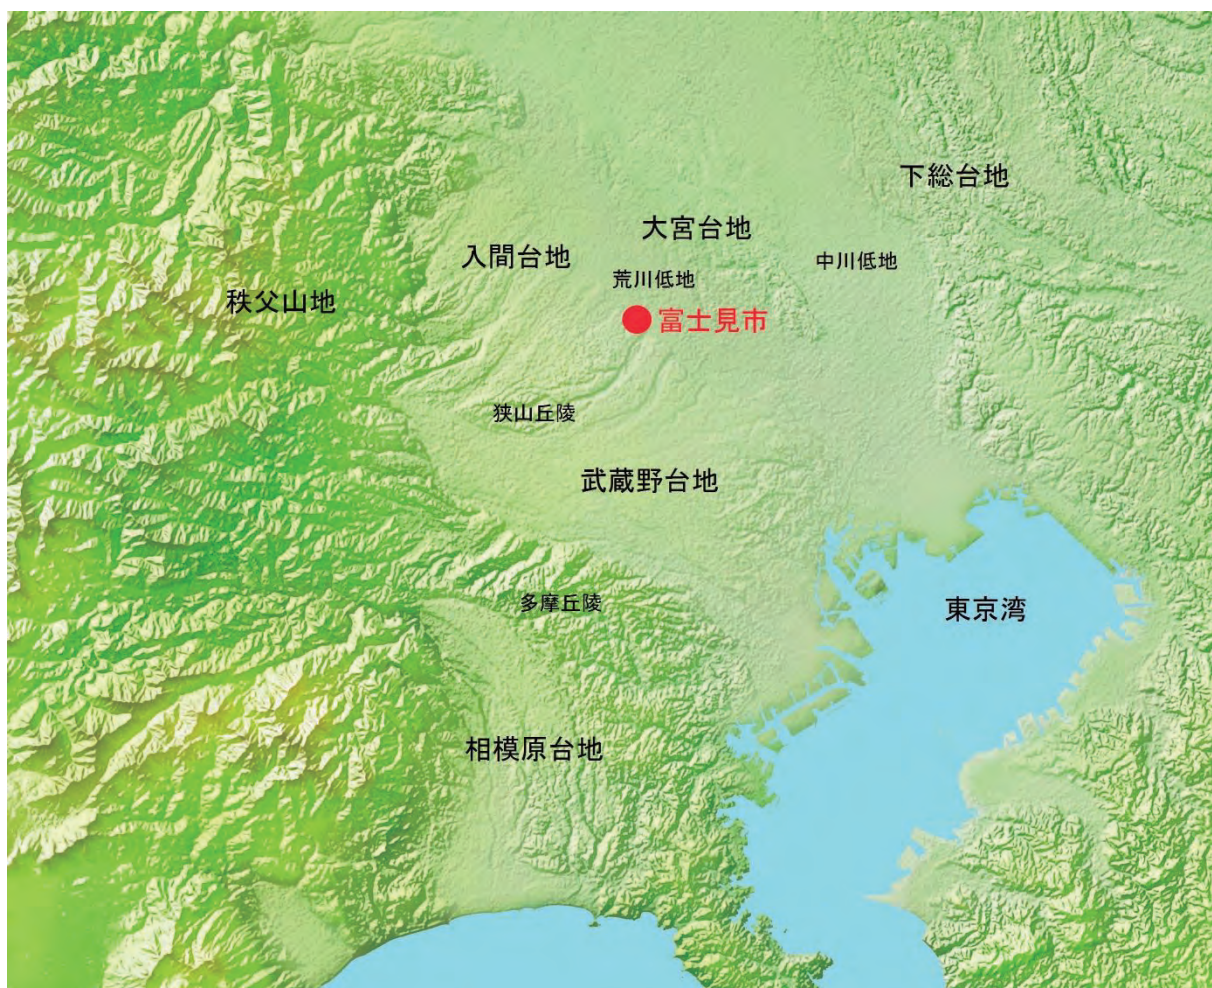 下総台地
大宮台地
入間台地
中川低地
荒川低地
秩父山地
富士見市
狭山丘陵
武蔵野台地
多摩丘陵
東京湾
相模原台地